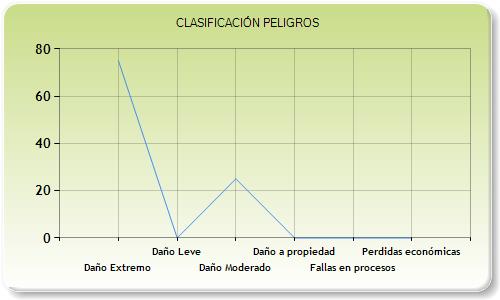 CLASIFICACIÓN PELIGROS
80
60
40
20
0
Daño Leve Daño a propiedad Perdidas económicas
Daño Extremo Daño Moderado Fallas en procesos